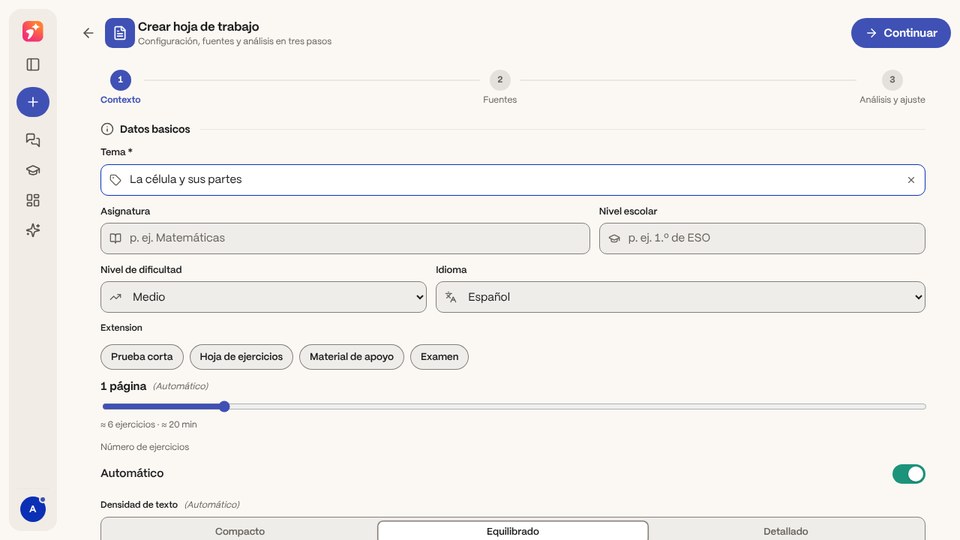 Crear hoja de trabajo
Configuración, fuentes y análisis en tres pasos
Continuar
1
2
3
Contexto
Fuentes
Análisis y ajuste
Datos basicos
Tema *
La célula y sus partes
Asignatura
Nivel escolar
p. ej. Matemáticas
p. ej. 1.º de ESO
Nivel de dificultad
Idioma
Medio
Español
Extension
Prueba corta
Hoja de ejercicios
Material de apoyo
Examen
1 página (Automático)
≈ 6 ejercicios · ≈ 20 min
Número de ejercicios
Automático
Densidad de texto (Automático)
Compacto
Equilibrado
Detallado
A